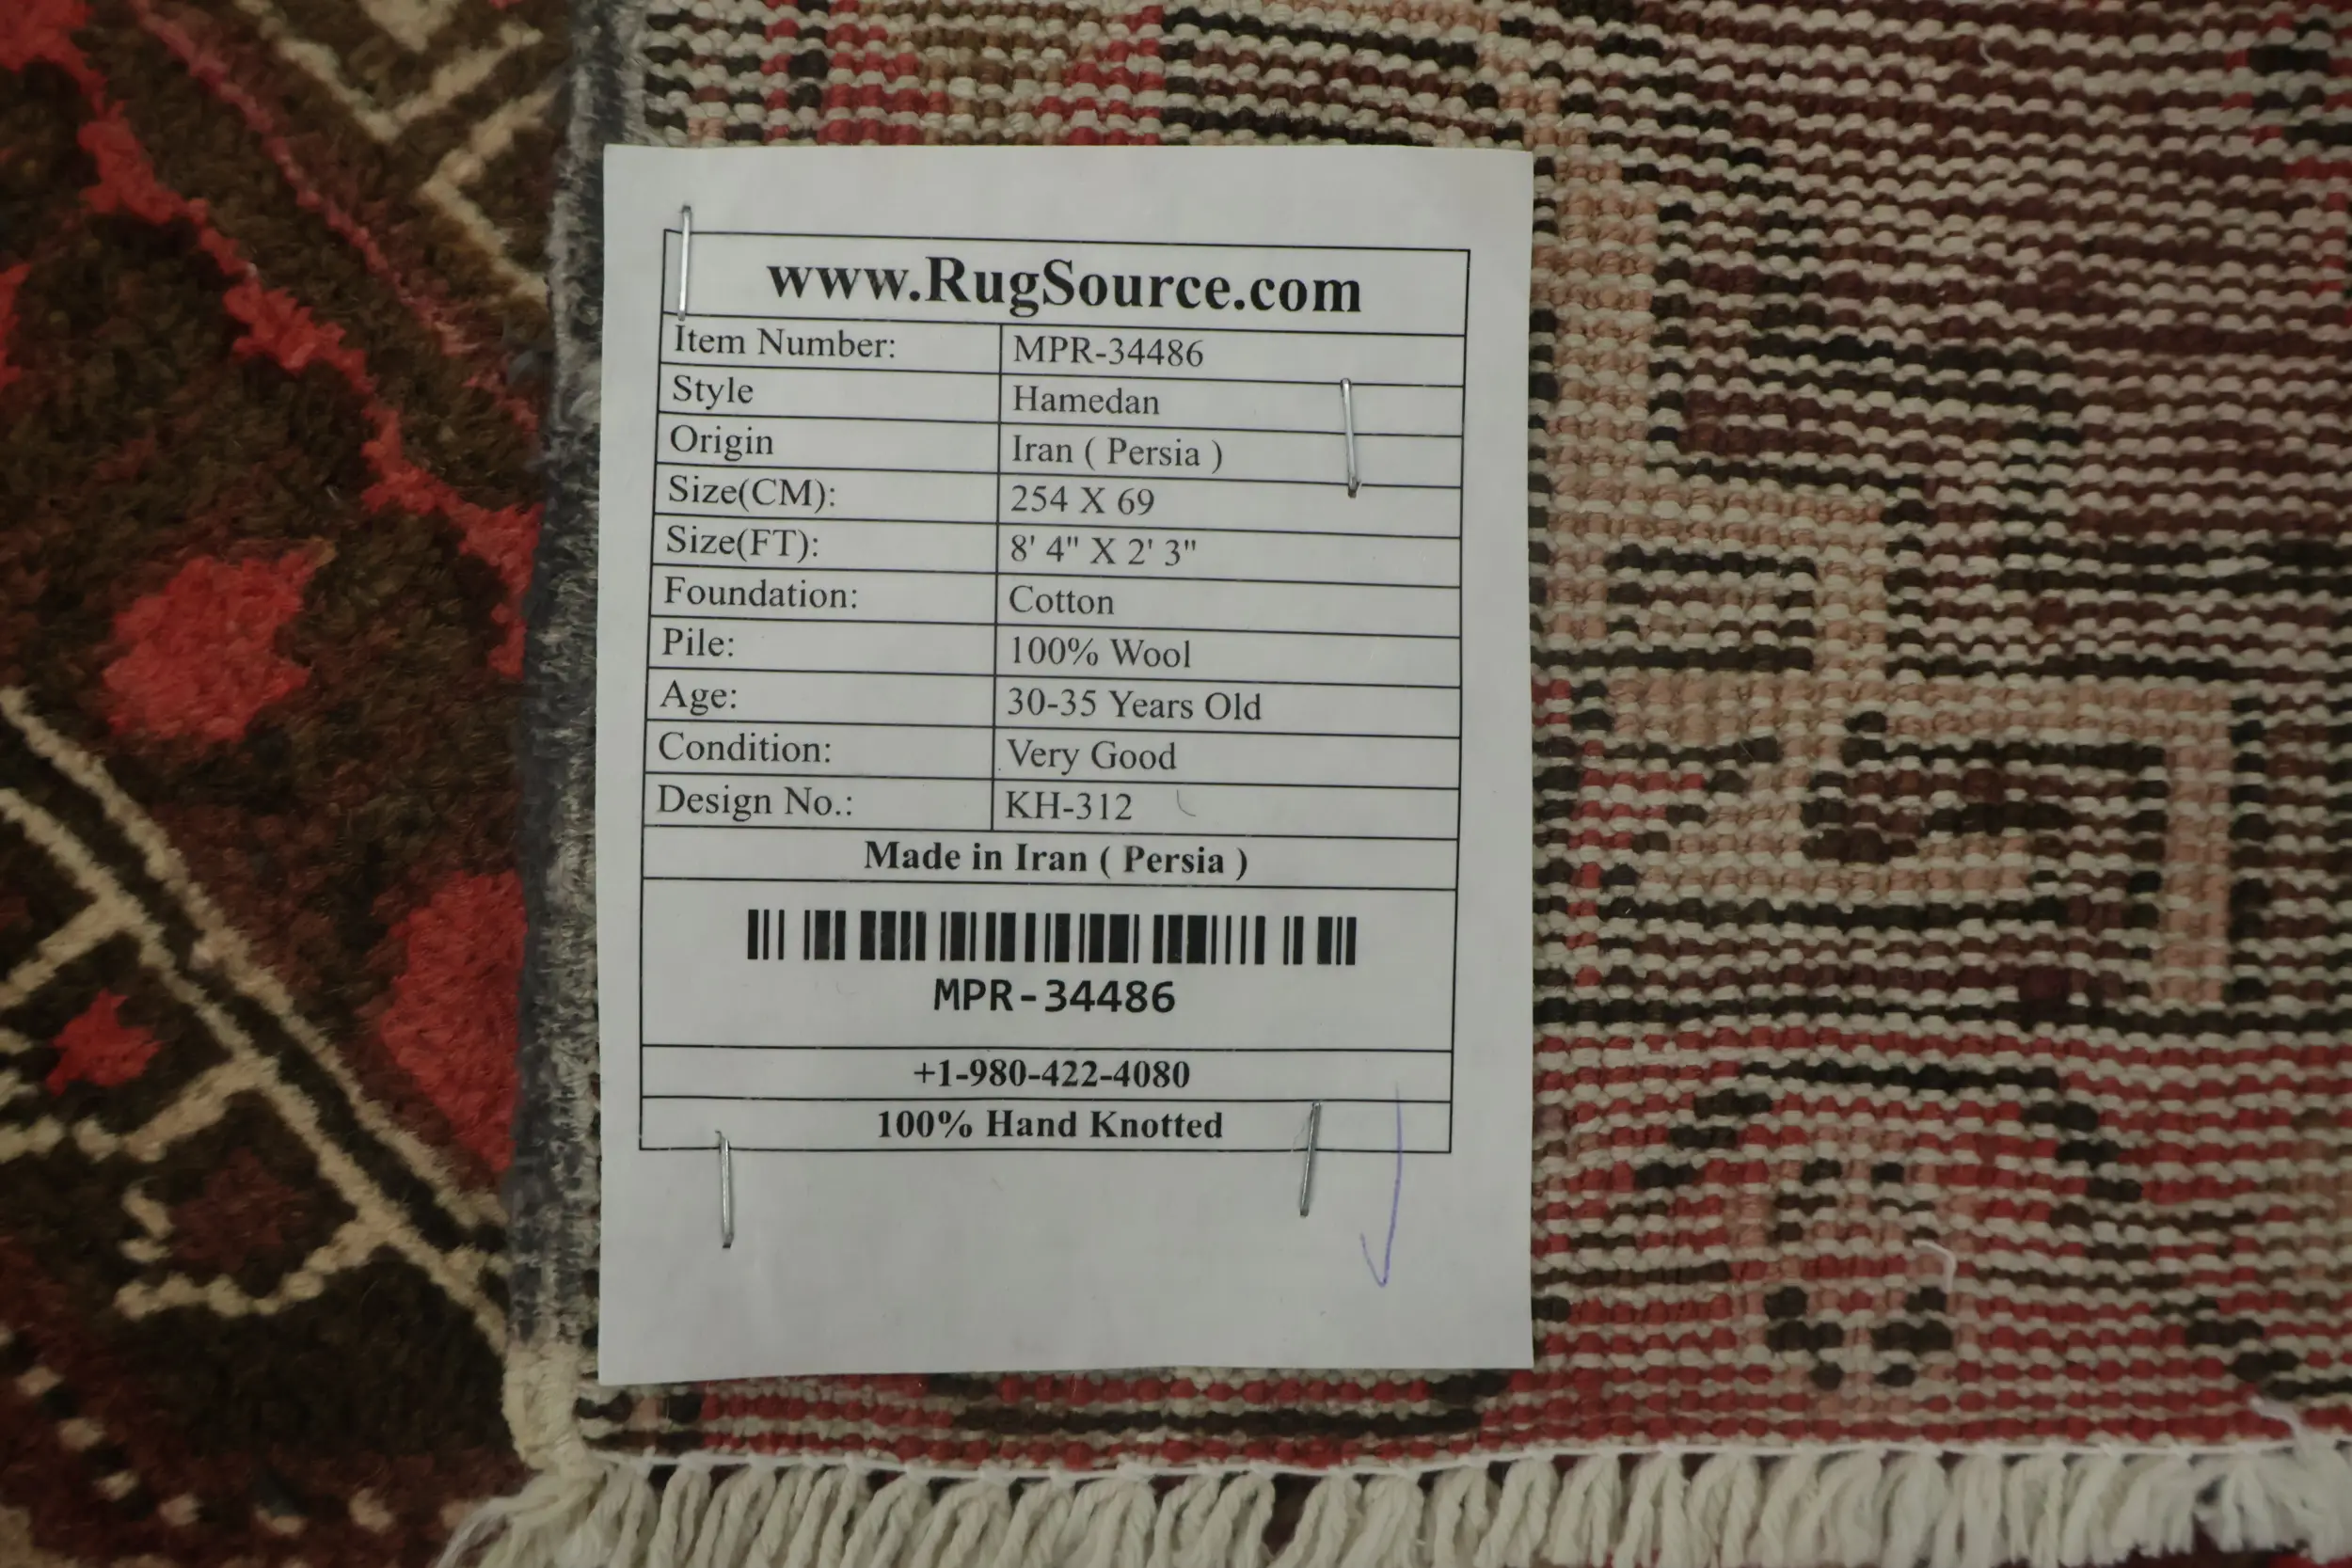 www.RugSource.com
Item Number: MPR-34486
Style Hamedan
Origin Iran ( Persia )
Size(CM): 254 X 69
Size(FT): 8' 4" X 2' 3"
Foundation: Cotton
Pile: 100% Wool
Age: 30-35 Years Old
Condition: Very Good
Design No.: KH-312
Made in Iran ( Persia )
MPR-34486
+1-980-422-4080
100% Hand Knotted